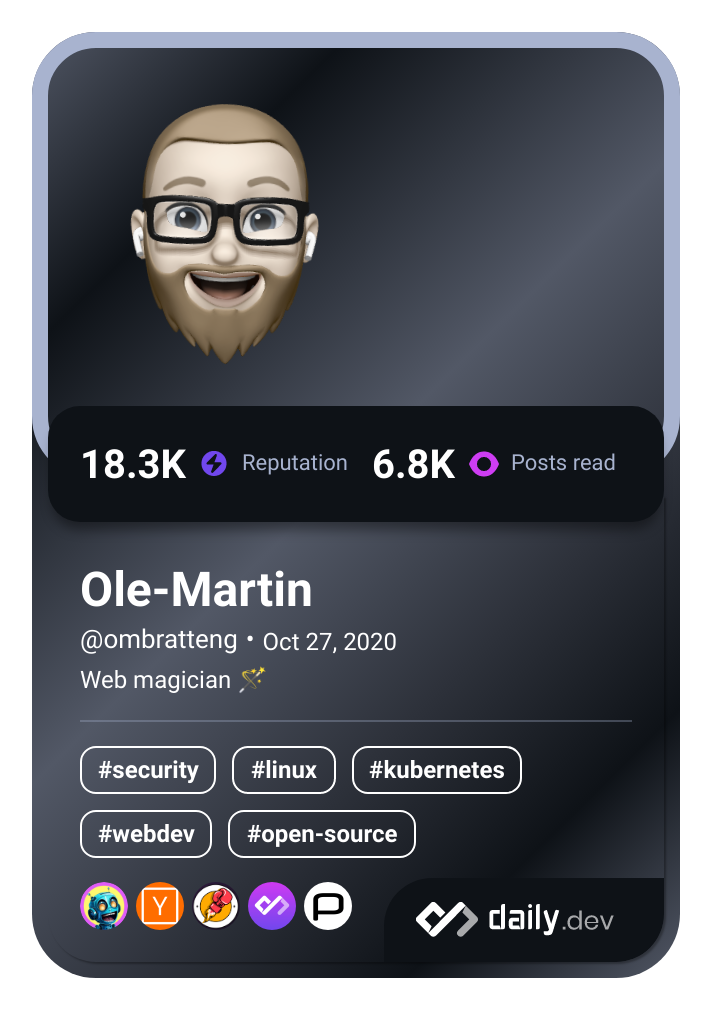 18.3K Reputation 6.8K Posts read
Ole-Martin
@ombratteng • Oct 27, 2020
Web magician 🪄
#security #linux #kubernetes
#webdev #open-source
Y
daily.dev